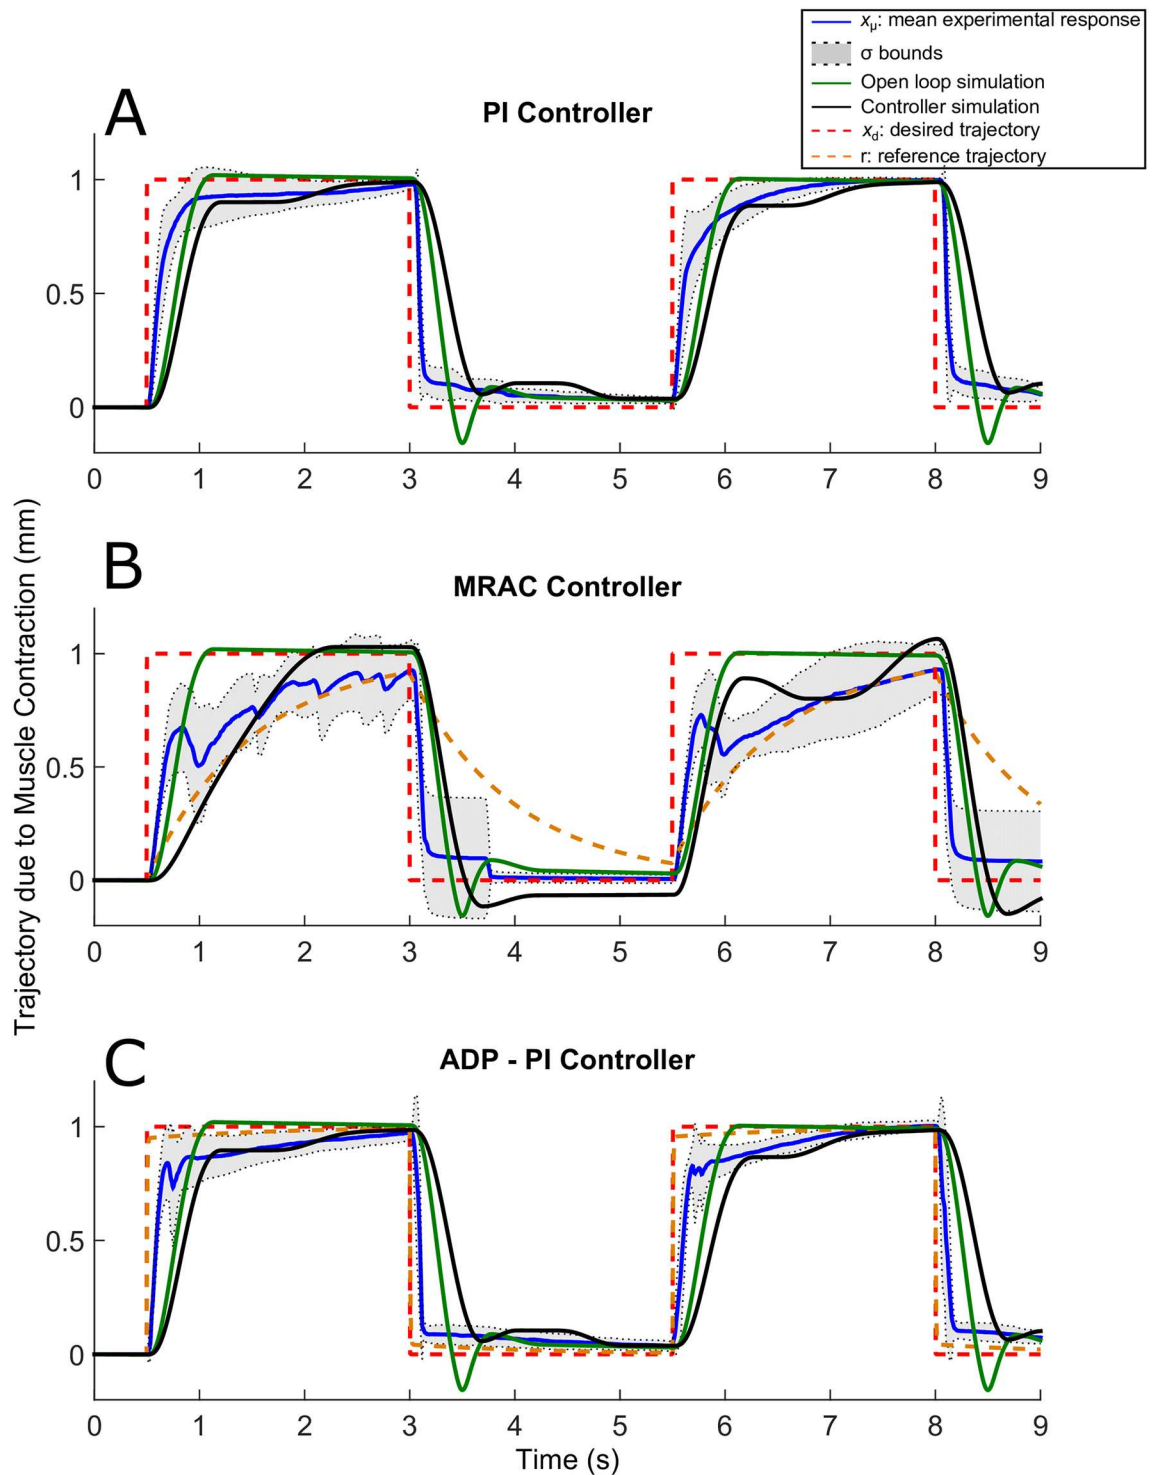 xμ: mean experimental response
σ bounds
Open loop simulation
Controller simulation
xd: desired trajectory
r: reference trajectory
A
PI Controller
1
0.5
0
0 1 2 3 4 5 6 7 8 9
Trajectory due to Muscle Contraction (mm)
B
MRAC Controller
1
0.5
0
0 1 2 3 4 5 6 7 8 9
C
ADP - PI Controller
1
0.5
0
0 1 2 3 4 5 6 7 8 9
Time (s)